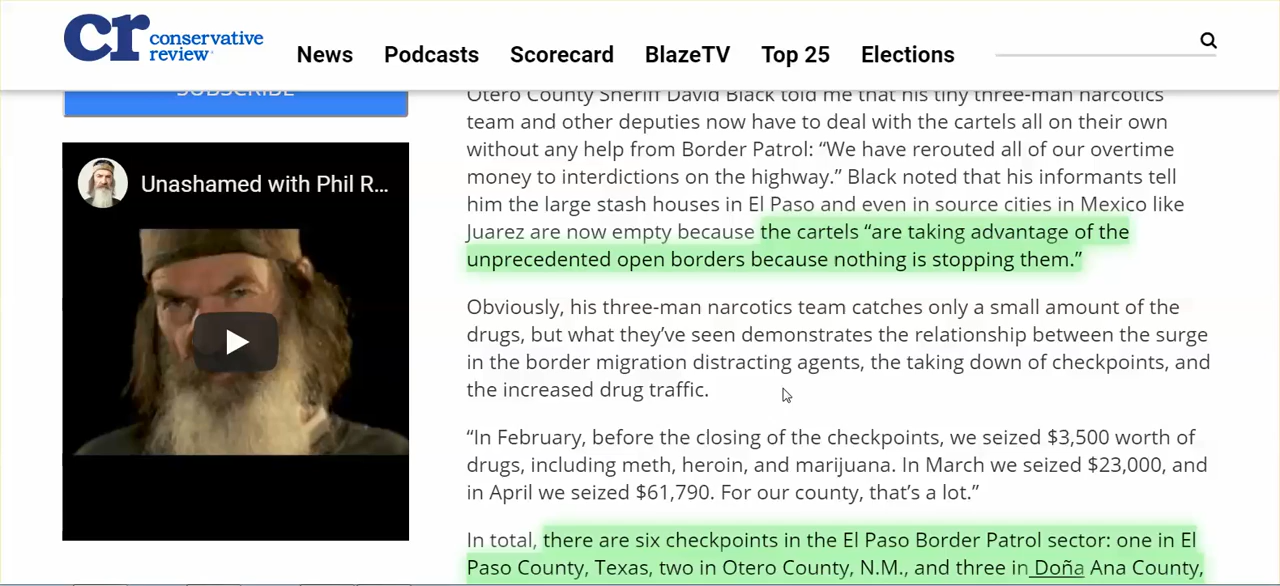 cr conservative review
News Podcasts Scorecard BlazeTV Top 25 Elections
SUBSCRIBE
Unashamed with Phil R...
Otero County Sheriff David Black told me that his tiny three-man narcotics
team and other deputies now have to deal with the cartels all on their own
without any help from Border Patrol: “We have rerouted all of our overtime
money to interdictions on the highway.” Black noted that his informants tell
him the large stash houses in El Paso and even in source cities in Mexico like
Juarez are now empty because the cartels “are taking advantage of the
unprecedented open borders because nothing is stopping them.”
Obviously, his three-man narcotics team catches only a small amount of the
drugs, but what they’ve seen demonstrates the relationship between the surge
in the border migration distracting agents, the taking down of checkpoints, and
the increased drug traffic.
“In February, before the closing of the checkpoints, we seized $3,500 worth of
drugs, including meth, heroin, and marijuana. In March we seized $23,000, and
in April we seized $61,790. For our county, that’s a lot.”
In total, there are six checkpoints in the El Paso Border Patrol sector: one in El
Paso County, Texas, two in Otero County, N.M., and three in Doña Ana County,